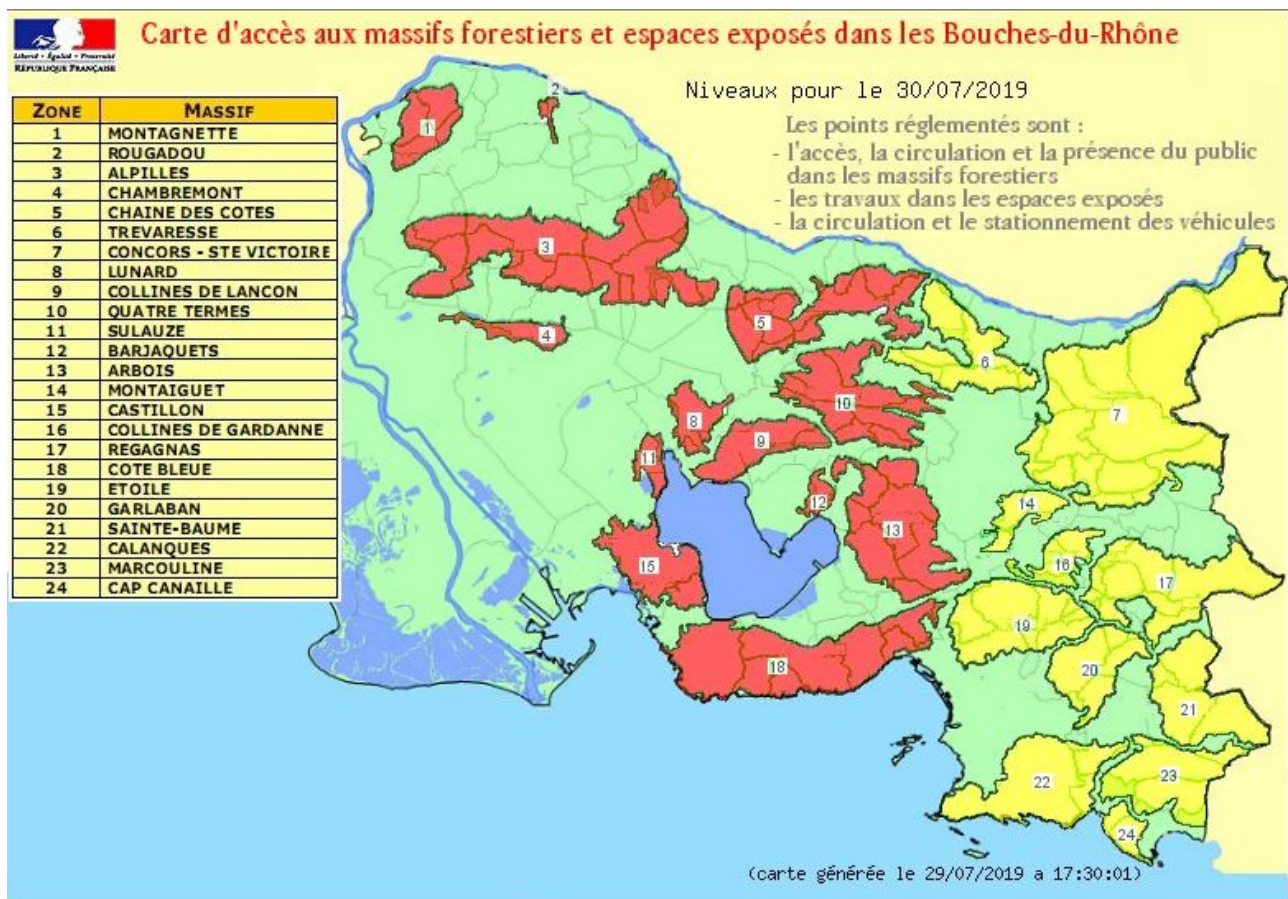 Carte d'accès aux massifs forestiers et espaces exposés dans les Bouches-du-Rhône
Liberté • Égalité • Fraternité
RÉPUBLIQUE FRANÇAISE
Niveaux pour le 30/07/2019
Les points réglementés sont :
- l'accès, la circulation et la présence du public
dans les massifs forestiers
- les travaux dans les espaces exposés
- la circulation et le stationnement des véhicules
ZONE MASSIF
1 MONTAGNETTE
2 ROUGADOU
3 ALPILLES
4 CHAMBREMONT
5 CHAINE DES COTES
6 TREVARESSE
7 CONCORS - STE VICTOIRE
8 LUNARD
9 COLLINES DE LANCON
10 QUATRE TERMES
11 SULAUZE
12 BARJAQUETS
13 ARBOIS
14 MONTAIGUET
15 CASTILLON
16 COLLINES DE GARDANNE
17 REGAGNAS
18 COTE BLEUE
19 ETOILE
20 GARLABAN
21 SAINTE-BAUME
22 CALANQUES
23 MARCOULINE
24 CAP CANAILLE
2
1
3
4
5
6
10
7
8
9
11
12
14
13
15
16
17
19
18
20
21
22
23
24
(carte générée le 29/07/2019 a 17:30:01)